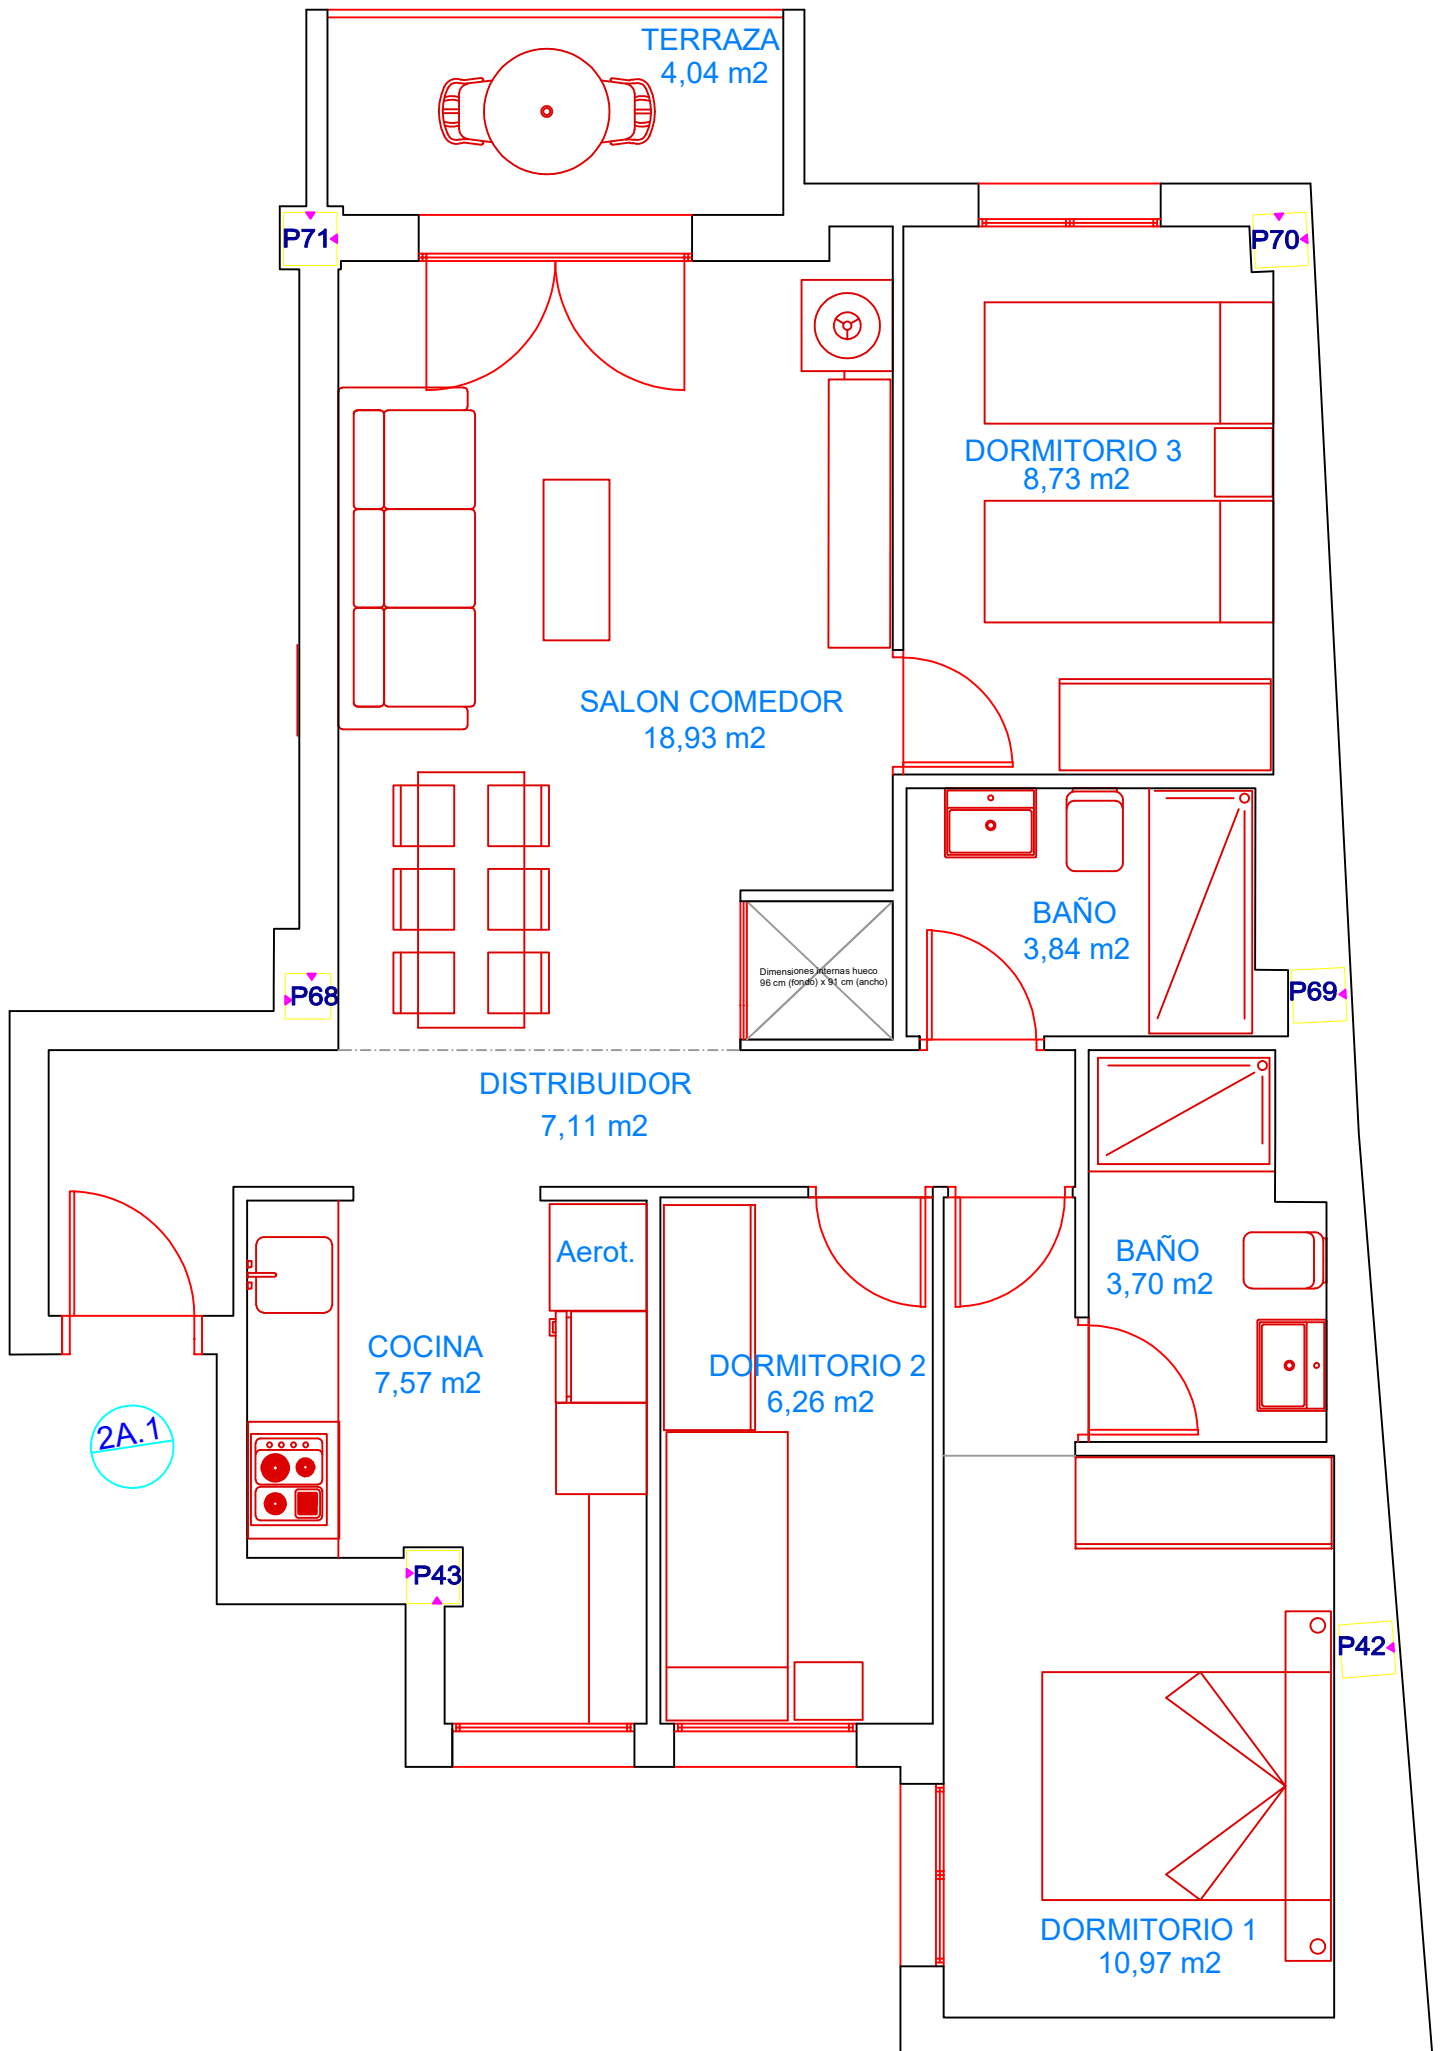 TERRAZA
4,04 m2
P71
P70
DORMITORIO 3
8,73 m2
SALON COMEDOR
18,93 m2
BAÑO
3,84 m2
Dimensiones internas hueco
96 cm (fondo) x 91 cm (ancho)
P68
P69
DISTRIBUIDOR
7,11 m2
Aerot.
BAÑO
3,70 m2
COCINA
7,57 m2
DORMITORIO 2
6,26 m2
2A.1
P43
P42
DORMITORIO 1
10,97 m2